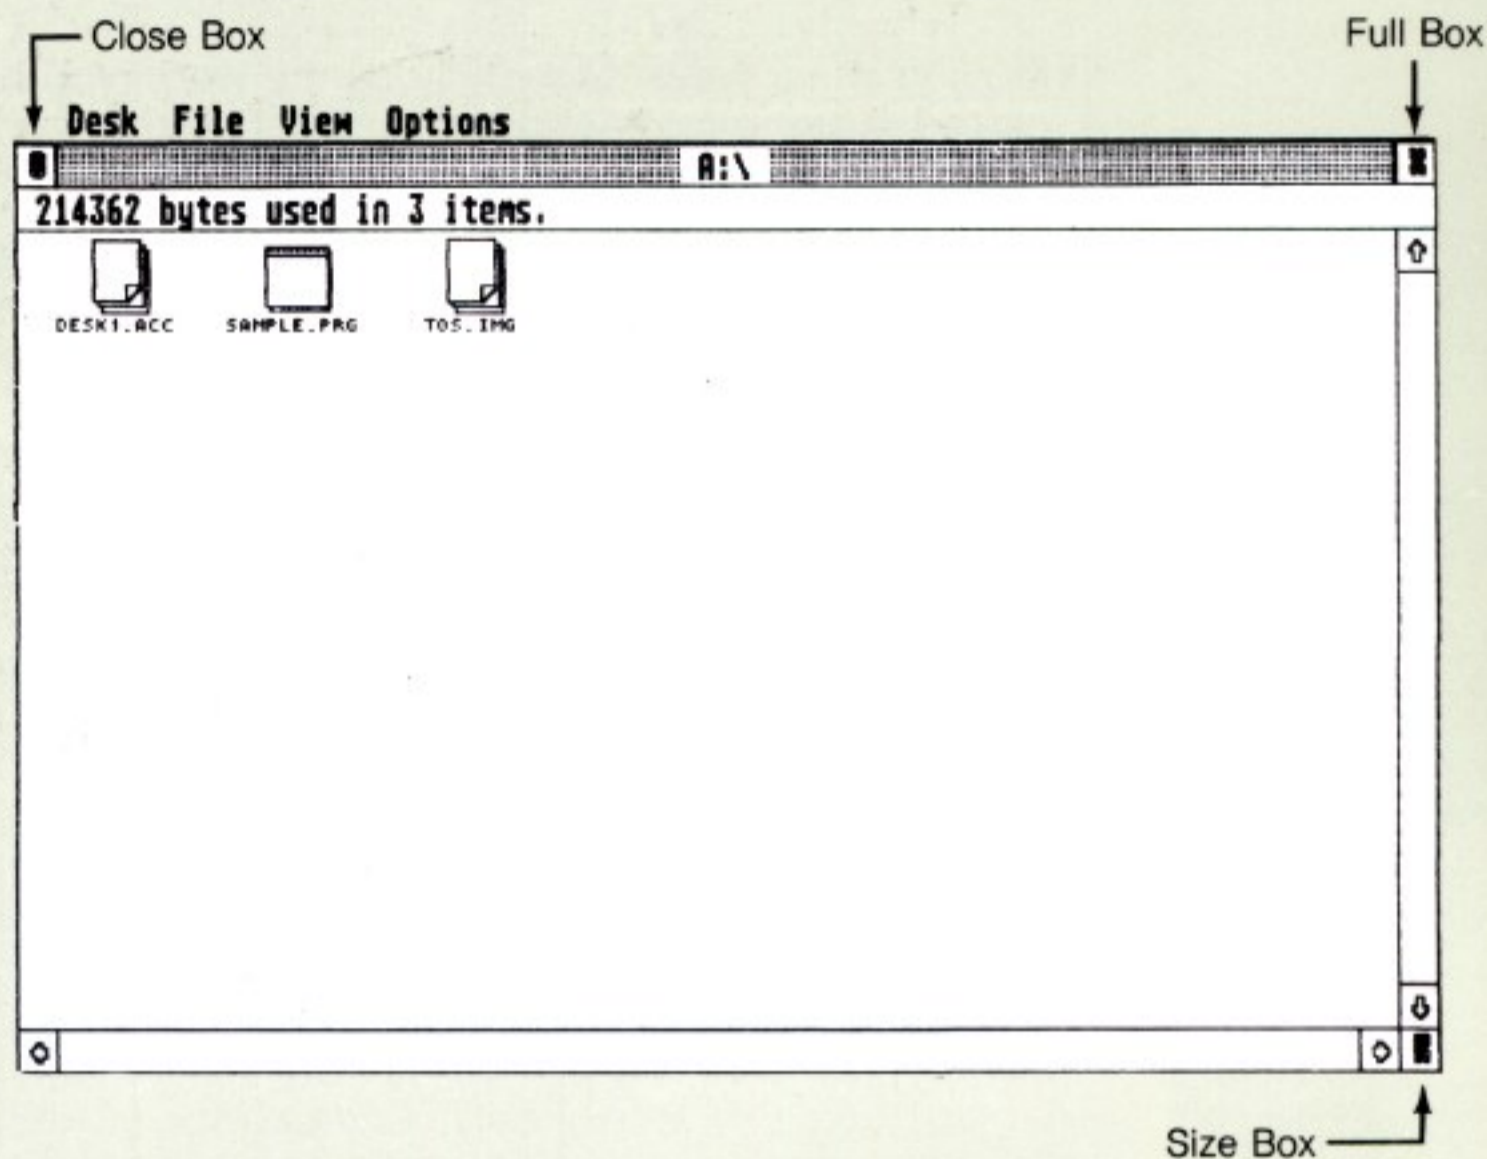 Close Box
Full Box
Desk File View Options
A:\
214362 bytes used in 3 items.
DESK1.ACC SAMPLE.PRG TOS.IMG
Size Box